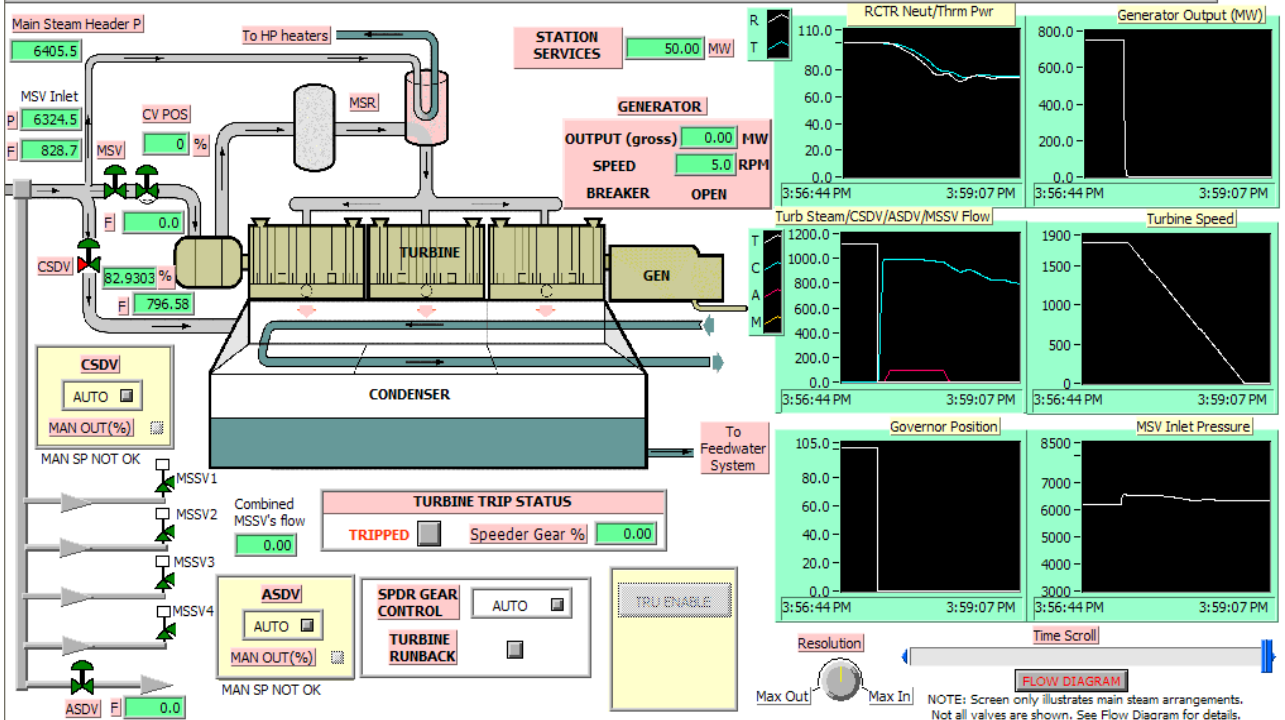 Main Steam Header P
6405.5
To HP heaters
STATION SERVICES
50.00 MW
MSV Inlet
P 6324.5
F 828.7
CV POS
0 %
MSV
MSR
F 0.0
CSDV
82.9303 %
F 796.58
GENERATOR
OUTPUT (gross) 0.00 MW
SPEED 5.0 RPM
BREAKER OPEN
TURBINE
GEN
CONDENSER
To
Feedwater
System
CSDV
AUTO
MAN OUT(%)
MAN SP NOT OK
MSSV1
MSSV2
MSSV3
MSSV4
Combined
MSSV's flow
0.00
TURBINE TRIP STATUS
TRIPPED
Speeder Gear % 0.00
ASDV
AUTO
MAN OUT(%)
MAN SP NOT OK
SPDR GEAR
CONTROL
AUTO
TURBINE
RUNBACK
TRU ENABLE
ASDV F 0.0
RCTR Neut/Thrm Pwr
R
T
110.0
80.0
60.0
40.0
20.0
0.0
3:56:44 PM 3:59:07 PM
Generator Output (MW)
800.0
600.0
400.0
200.0
0.0
3:56:44 PM 3:59:07 PM
Turb Steam/CSDV/ASDV/MSSV Flow
T
C
A
M
1200.0
1000.0
800.0
600.0
400.0
200.0
0.0
3:56:44 PM 3:59:07 PM
Turbine Speed
1900
1500
1000
500
0
3:56:44 PM 3:59:07 PM
Governor Position
105.0
80.0
60.0
40.0
20.0
0.0
3:56:44 PM 3:59:07 PM
MSV Inlet Pressure
8500
7000
6000
5000
4000
3000
3:56:44 PM 3:59:07 PM
Resolution
Max Out
Max In
Time Scroll
FLOW DIAGRAM
NOTE: Screen only illustrates main steam arrangements.
Not all valves are shown. See Flow Diagram for details.